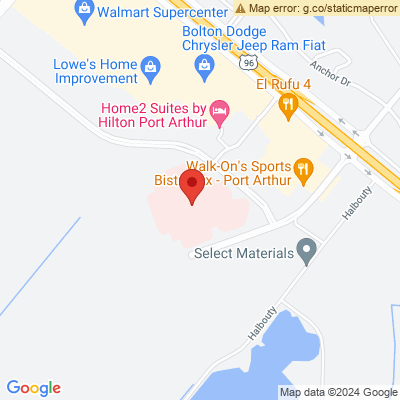 Map error: g.co/staticmaperror
Walmart Supercenter
Bolton Dodge
Chrysler Jeep Ram Fiat
Lowe's Home
Improvement
96
Anchor Dr
El Rufu 4
Home2 Suites by
Hilton Port Arthur
Walk-On's Sports
Bist x - Port Arthur
Halbouty
Select Materials
Halbouty
Google
Map data ©2024 Google